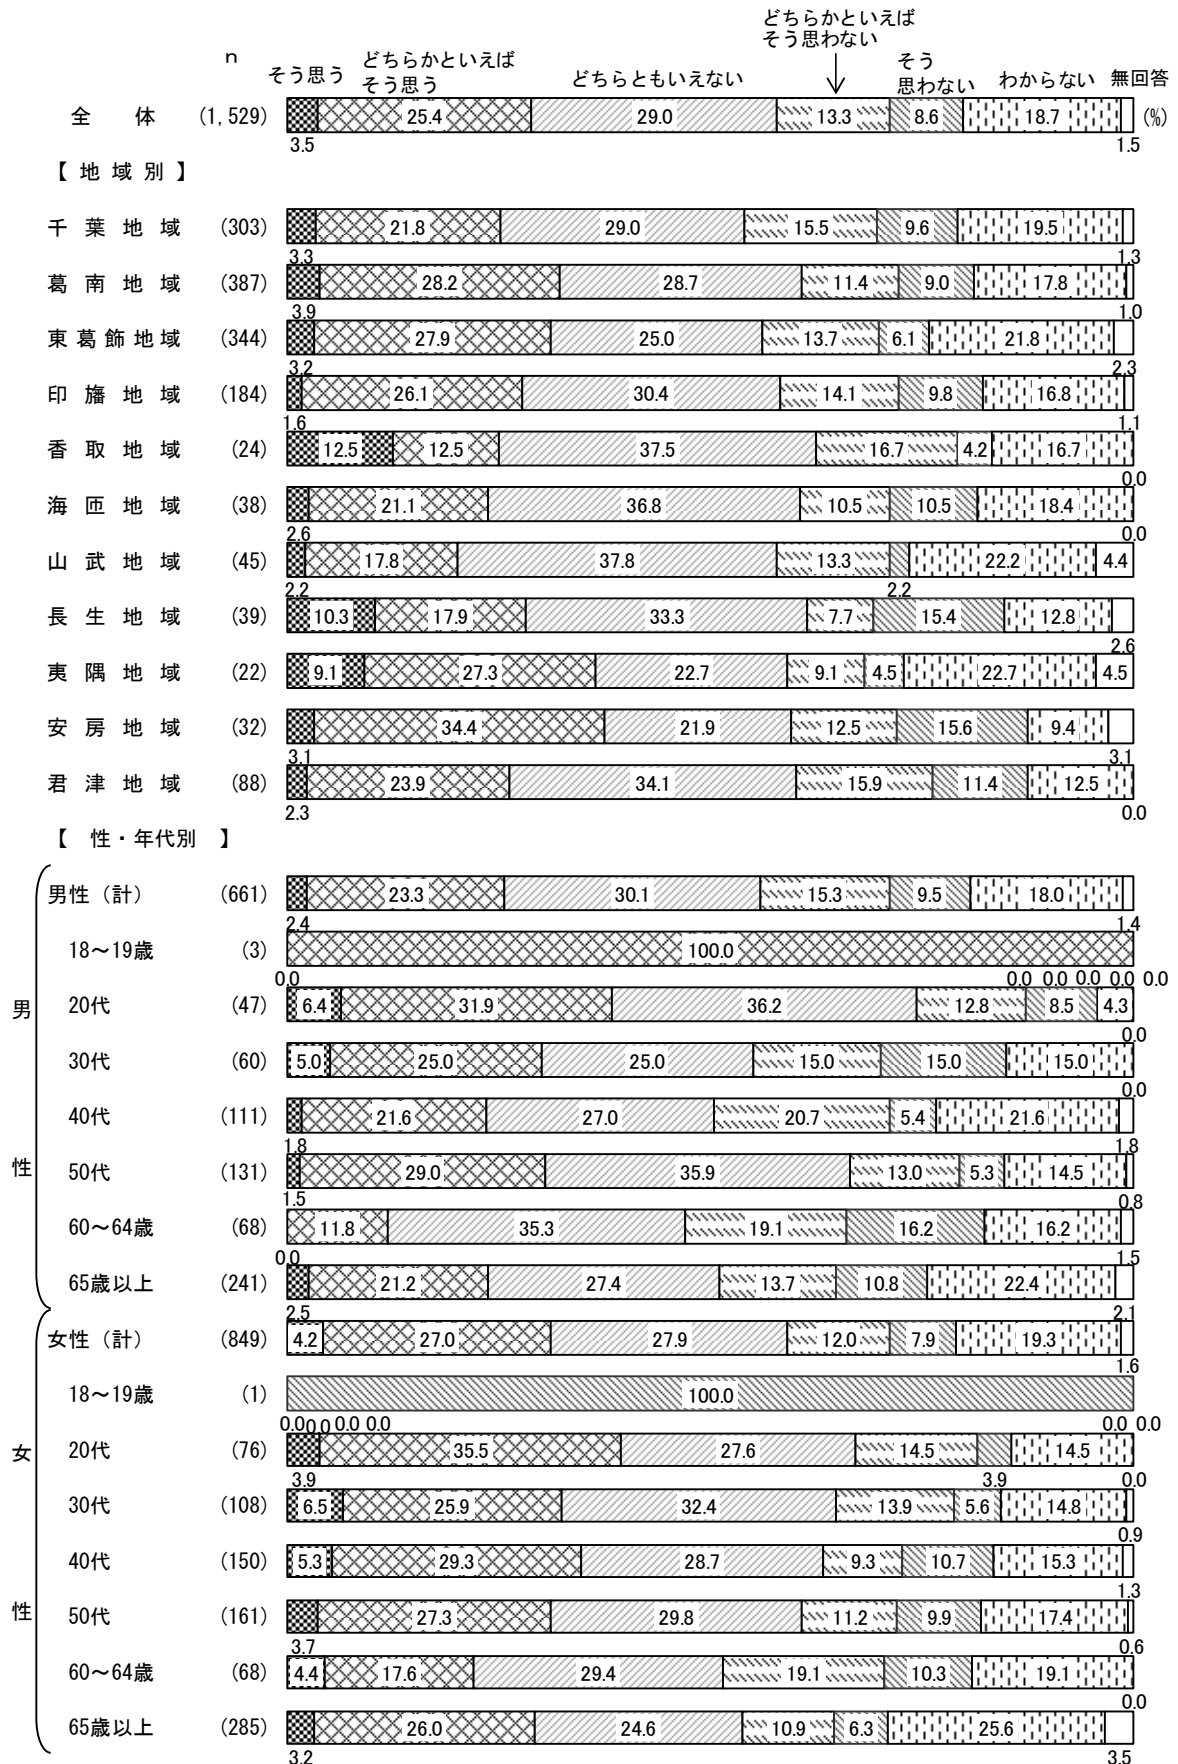 どちらかといえば
そう思わない
n
そう思う
どちらかといえば
そう思う
どちらともいえない
そう
思わない
わからない
無回答
全 体 (1,529) 25.4 29.0 13.3 8.6 18.7 (%)
3.5 1.5
【 地 域 別 】
千 葉 地 域 (303) 21.8 29.0 15.5 9.6 19.5
3.3 1.3
葛 南 地 域 (387) 28.2 28.7 11.4 9.0 17.8
3.9 1.0
東 葛 飾 地 域 (344) 27.9 25.0 13.7 6.1 21.8
3.2 2.3
印 旛 地 域 (184) 26.1 30.4 14.1 9.8 16.8
1.6 1.1
香 取 地 域 (24) 12.5 12.5 37.5 16.7 4.2 16.7
0.0
海 匝 地 域 (38) 21.1 36.8 10.5 10.5 18.4
2.6 0.0
山 武 地 域 (45) 17.8 37.8 13.3 22.2 4.4
2.2 2.2
長 生 地 域 (39) 10.3 17.9 33.3 7.7 15.4 12.8
2.6
夷 隅 地 域 (22) 9.1 27.3 22.7 9.1 4.5 22.7 4.5
安 房 地 域 (32) 34.4 21.9 12.5 15.6 9.4
3.1 3.1
君 津 地 域 (88) 23.9 34.1 15.9 11.4 12.5
2.3 0.0
【 性・年代別 】
男性（計） (661) 23.3 30.1 15.3 9.5 18.0
2.4 1.4
18～19歳 (3) 100.0
0.0 0.0 0.0 0.0 0.0 0.0
男
20代 (47) 6.4 31.9 36.2 12.8 8.5 4.3
0.0
30代 (60) 5.0 25.0 25.0 15.0 15.0 15.0
0.0
40代 (111) 21.6 27.0 20.7 5.4 21.6
1.8 1.8
性
50代 (131) 29.0 35.9 13.0 5.3 14.5
1.5 0.8
60～64歳 (68) 11.8 35.3 19.1 16.2 16.2
0.0 1.5
65歳以上 (241) 21.2 27.4 13.7 10.8 22.4
2.5 2.1
女性（計） (849) 4.2 27.0 27.9 12.0 7.9 19.3
1.6
18～19歳 (1) 100.0
0.0 0.0 0.0 0.0 0.0 0.0
女
20代 (76) 35.5 27.6 14.5 14.5
3.9 3.9 0.0
30代 (108) 6.5 25.9 32.4 13.9 5.6 14.8
0.9
40代 (150) 5.3 29.3 28.7 9.3 10.7 15.3
1.3
性
50代 (161) 27.3 29.8 11.2 9.9 17.4
3.7 0.6
60～64歳 (68) 4.4 17.6 29.4 19.1 10.3 19.1
0.0
65歳以上 (285) 26.0 24.6 10.9 6.3 25.6
3.2 3.5